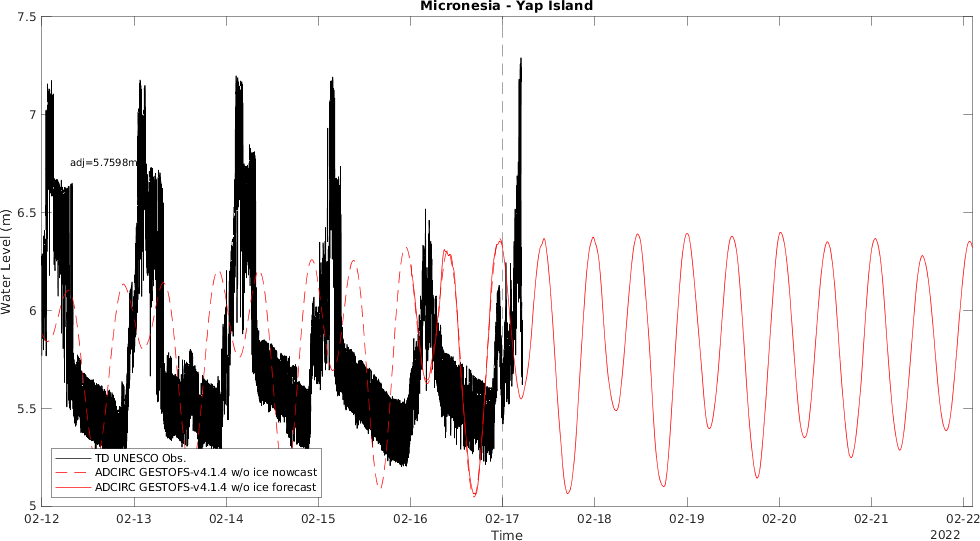 Micronesia - Yap Island
7.5
7
6.5
6
5.5
5
Water Level (m)
adj=5.7598m
TD UNESCO Obs.
ADCIRC GESTOFS-v4.1.4 w/o ice nowcast
ADCIRC GESTOFS-v4.1.4 w/o ice forecast
02-12 02-13 02-14 02-15 02-16 02-17 02-18 02-19 02-20 02-21 02-22
Time
2022